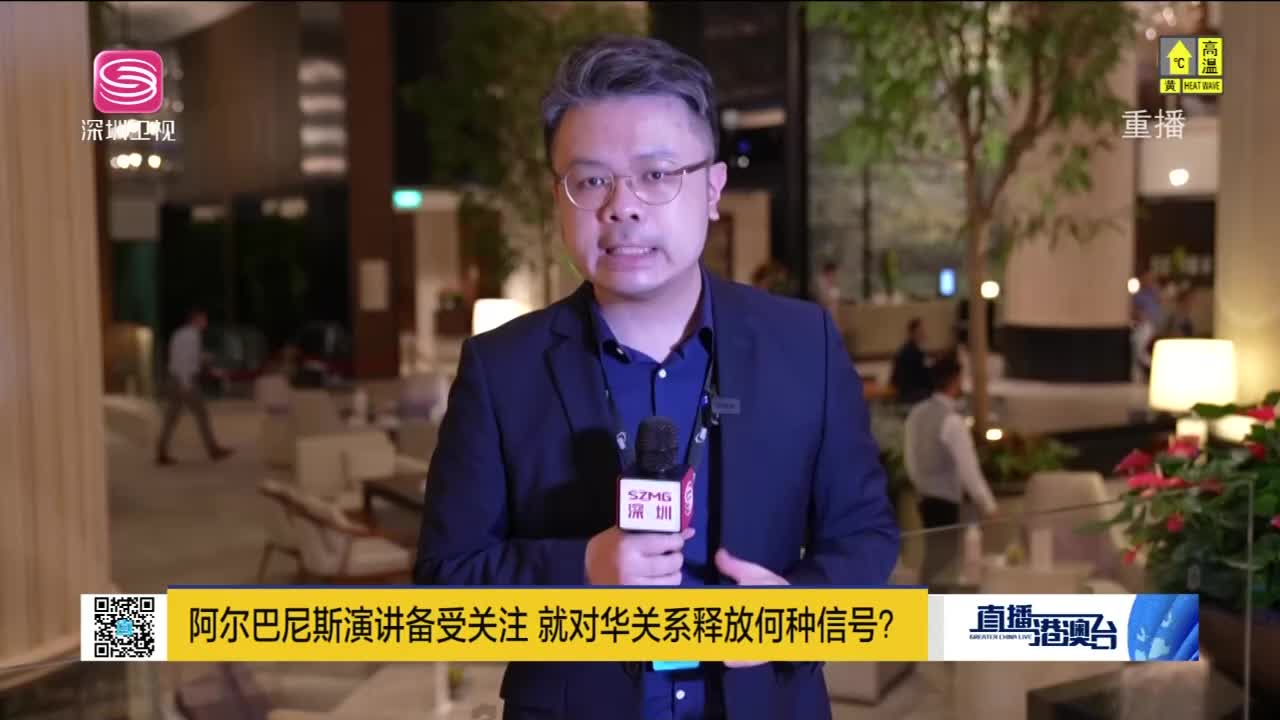 深圳卫视
高温
℃
黄 HEAT WAVE
重播
SZMG
深圳
阿尔巴尼斯演讲备受关注 就对华关系释放何种信号?
直播港澳台
GREATER CHINA LIVE